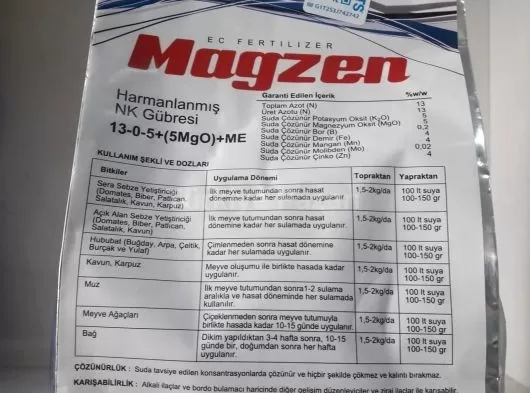 G1T253J742742
EC FERTILIZER
Magzen
Harmanlanmış
NK Gübresi
13-0-5+(5MgO)+ME
Garanti Edilen İçerik %w/w
Toplam Azot (N) 13
Üret Azotu (N) 13
Suda Çözünür Potasyum Oksit (K2O) 5
Suda Çözünür Magnezyum Oksit (MgO) 5
Suda Çözünür Bor (B) 0,2
Suda Çözünür Demir (Fe) 4
Suda Çözünür Mangan (Mn) 4
Suda Çözünür Molibden (Mo) 0,02
Suda Çözünür Çinko (Zn) 4
KULLANIM ŞEKLİ VE DOZLARI
Bitkiler Uygulama Dönemi Topraktan Yapraktan
Sera Sebze Yetiştiriciği
(Domates, Biber, Patlıcan,
Salatalık, Kavun, Karpuz)
İlk meyve tutumundan sonra hasat
dönemine kadar her sulamada uygulanır.
1,5-2kg/da
100 lt suya
100-150 gr
Açık Alan Sebze Yetiştiriciği
(Domates, Biber, Patlıcan,
Salatalık, Kavun)
İlk meyve tutumundan sonra hasat
dönemine kadar her sulamada uygulanır.
1,5-2kg/da
100 lt suya
100-150 gr
Hububat (Buğday, Arpa, Çeltik,
Burçak ve Yulaf)
Çimlenmeden sonra hasat dönemine
kadar her sulamada uygulanır.
1,5-2kg/da
100 lt suya
100-150 gr
Kavun, Karpuz
Meyve oluşumu ile birlikte hasada kadar
uygulanır.
1,5-2kg/da
100 lt suya
100-150 gr
Muz
İlk meyve tutumundan sonra1-2 sulama
aralıkla ve hasat döneminde her sulamada
kullanılır.
1,5-2kg/da
100 lt suya
100-150 gr
Meyve Ağaçları
Çiçeklenmeden sonra meyve tutumuyla
birlikte hasada kadar 10-15 günde uygulanır.
1,5-2kg/da
100 lt suya
100-150 gr
Bağ
Dikim yapıldıktan 3-4 hafta sonra, 10-15
günde bir, doğumdan sonra her hafta
uygulanır.
1,5-2kg/da
100 lt suya
100-150 gr
ÇÖZÜNÜRLÜK : Suda tavsiye edilen konsantrasyonlarda çözünür ve hiçbir şekilde çökmez ve kalıntı bırakmaz.
KARIŞABİLİRLİK : Alkali ilaçlar ve bordo bulamacı haricinde diğer gelişim düzenleyiciler ve zirai ilaçlar ile karışabilir.